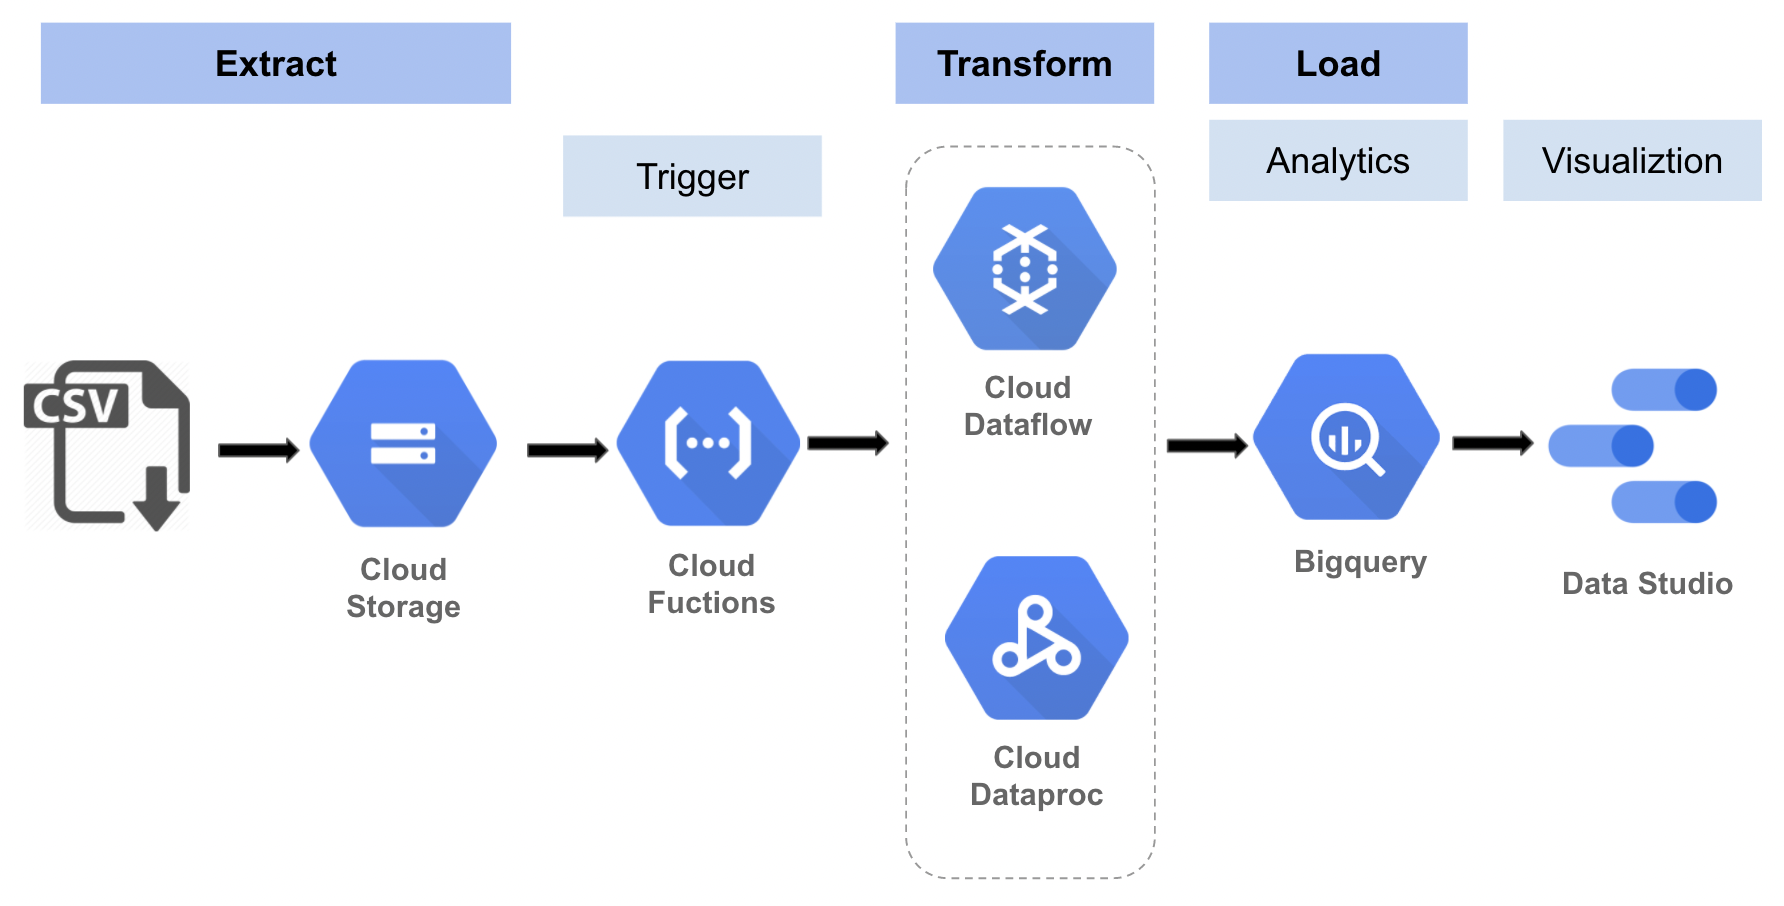 Extract
Transform
Load
Trigger
Analytics
Visualiztion
CSV
Cloud
Storage
Cloud
Fuctions
Cloud
Dataflow
Cloud
Dataproc
Bigquery
Data Studio